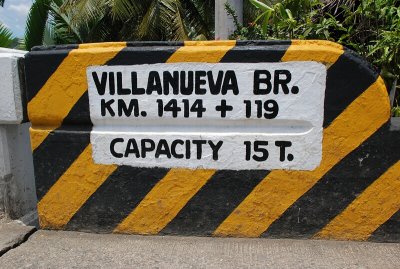 VILLANUEVA BR.
KM. 1414 + 119
CAPACITY 15 T.